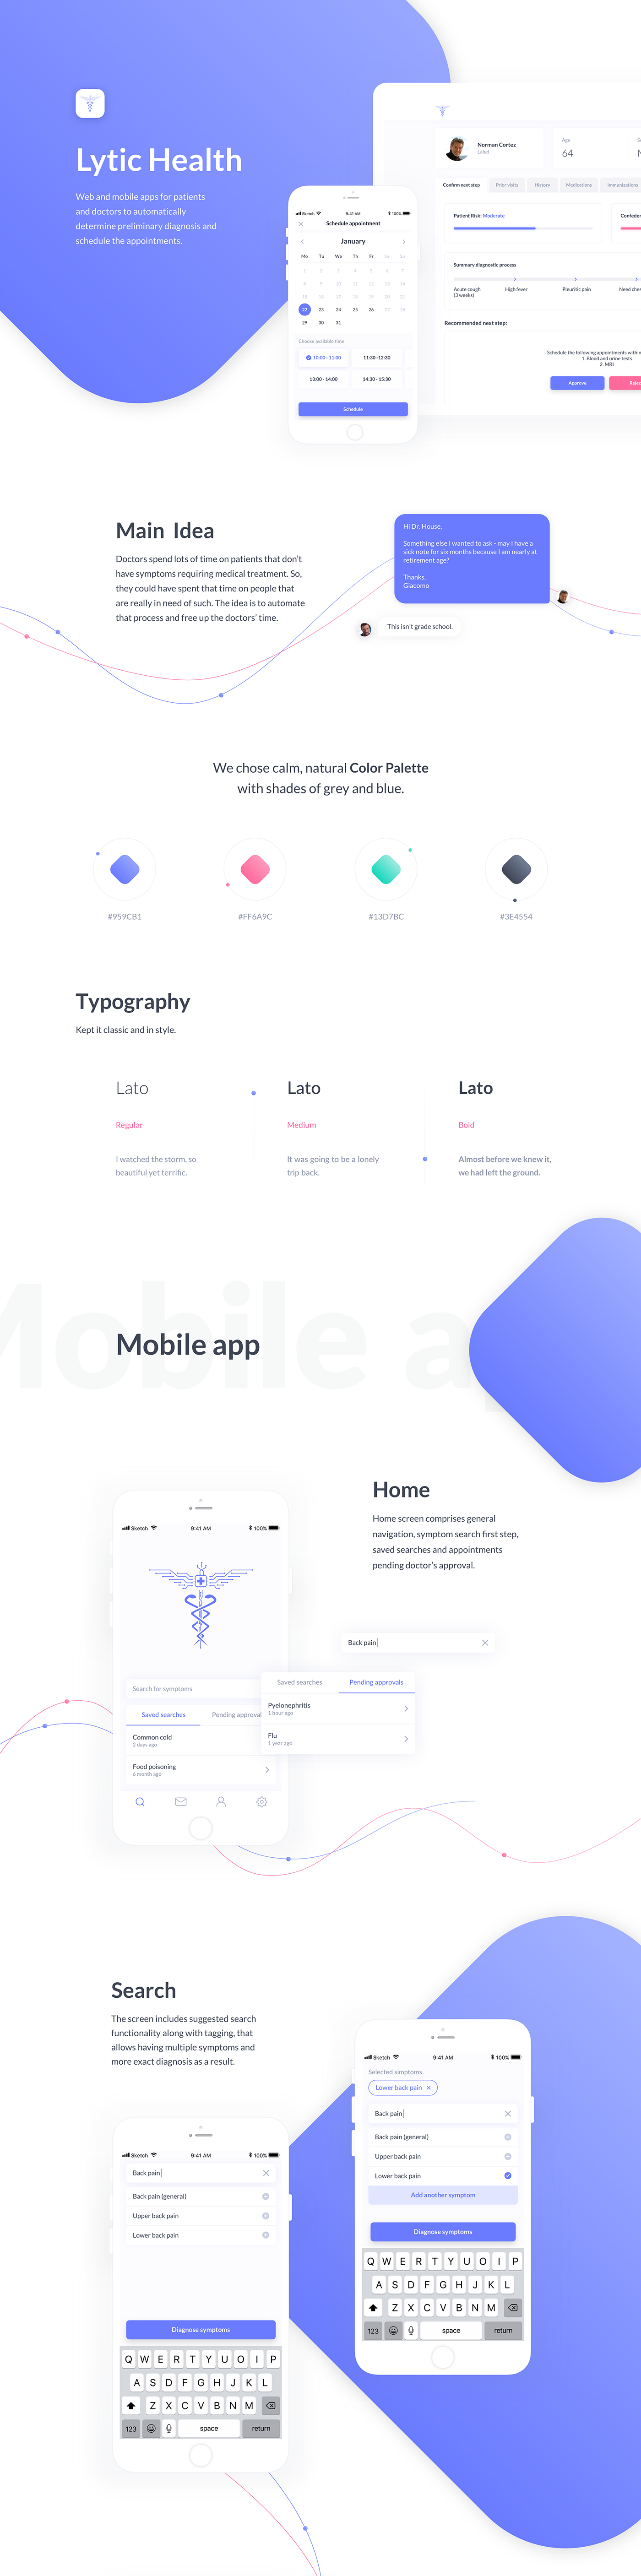 Lytic Health
Web and mobile apps for patients
and doctors to automatically
determine preliminary diagnosis and
schedule the appointments.
Norman Cortez
Label
Age
64
Confirm next step
Prior visits
History
Medications
Immunizations
Patient Risk: Moderate
Summary diagnostic process
Acute cough
(3 weeks)
High fever
Pleuritic pain
Recommended next step:
1. Blood and urine tests
2. MRI
Approve
Sketch
9:41 AM
100%
Schedule appointment
January
Mo Tu We Th Fr Sa Su
1 2 3 4 5 6 7
8 9 10 11 12 13 14
15 16 17 18 19 20 21
22 23 24 25 26 27 28
29 30 31
Choose available time
10:00 - 11:00
11:30 -12:30
13:00 - 14:00
14:30 - 15:30
Schedule
Main Idea
Doctors spend lots of time on patients that don't
have symptoms requiring medical treatment. So,
they could have spent that time on people that
are really in need of such. The idea is to automate
that process and free up the doctors' time.
Hi Dr. House,
Something else I wanted to ask - may I have a
sick note for six months because I am nearly at
retirement age?
Thanks,
Giacomo
This isn't grade school.
We chose calm, natural Color Palette
with shades of grey and blue.
#959CB1
#FF6A9C
#13D7BC
#3E4554
Typography
Kept it classic and in style.
Lato
Regular
I watched the storm, so
beautiful yet terrific.
Lato
Medium
It was going to be a lonely
trip back.
Lato
Bold
Almost before we knew it,
we had left the ground.
Mobile app
Mobile app
Home
Home screen comprises general
navigation, symptom search first step,
saved searches and appointments
pending doctor's approval.
Sketch
9:41 AM
100%
Search for symptoms
Saved searches
Pending approval
Common cold
2 days ago
Food poisoning
6 month ago
Back pain
Saved searches
Pending approvals
Pyelonephritis
1 hour ago
Flu
1 year ago
Search
The screen includes suggested search
functionality along with tagging, that
allows having multiple symptoms and
more exact diagnosis as a result.
Sketch
9:41 AM
100%
Selected simptoms
Lower back pain
Back pain
Back pain (general)
Upper back pain
Lower back pain
Add another symptom
Diagnose symptoms
Q W E R T Y U O I P
A S D F G H J K L
Z X C V B N M
123
space
return
Sketch
9:41 AM
100%
Back pain
Back pain (general)
Upper back pain
Lower back pain
Diagnose symptoms
Q W E R T Y U O I P
A S D F G H J K L
Z X C V B N M
123
space
return